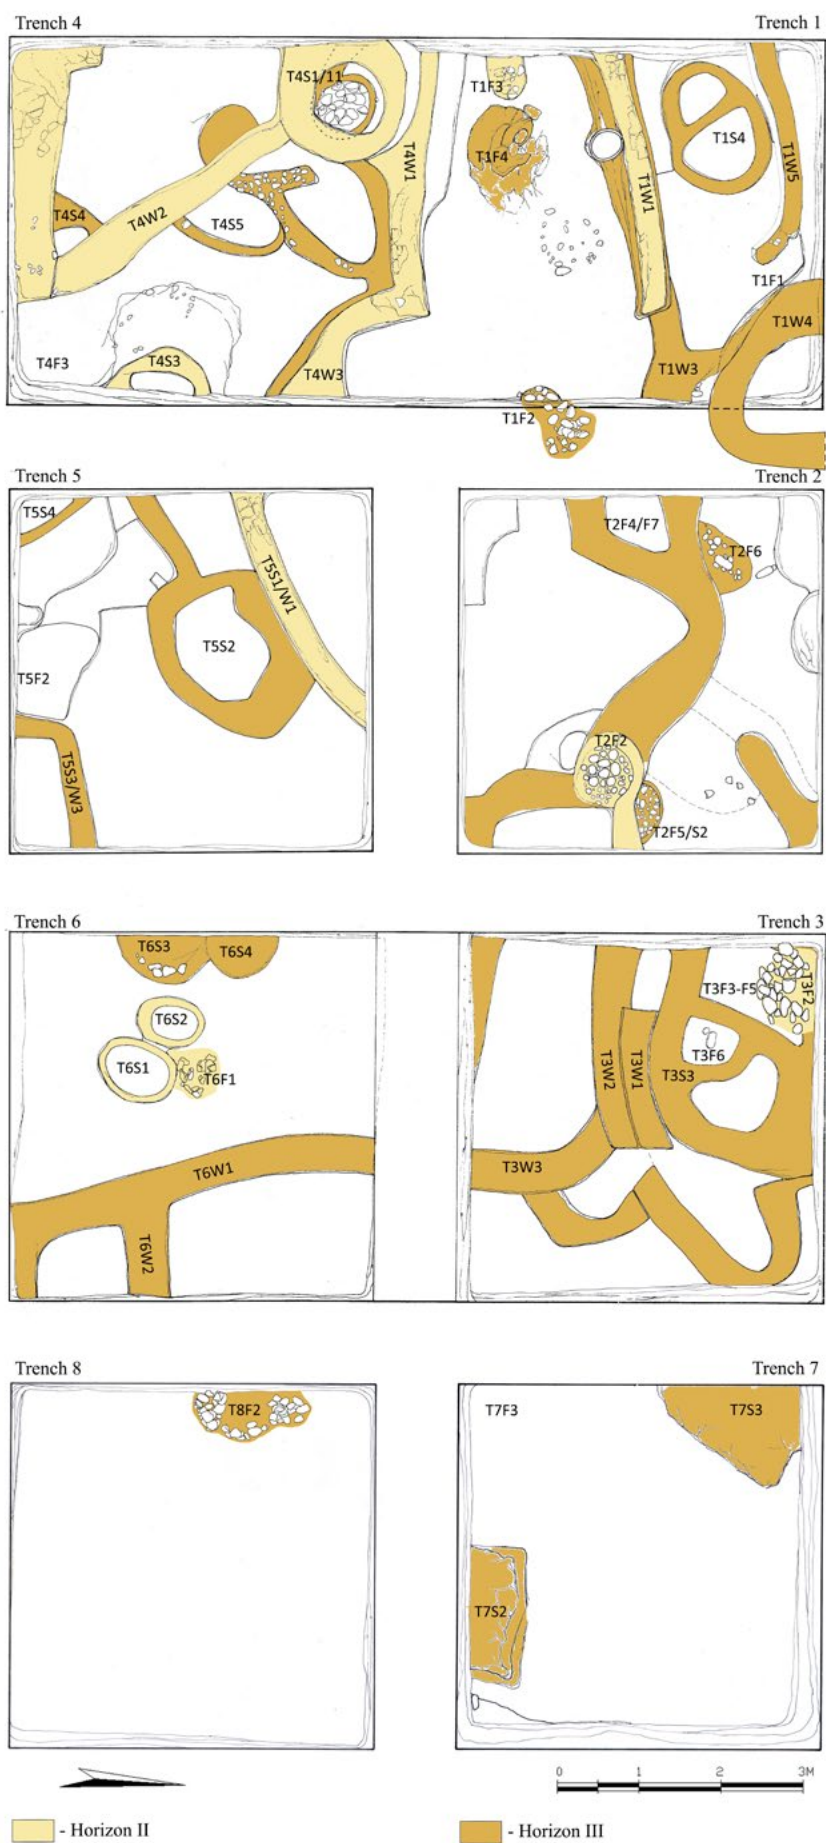 Trench 4
Trench 1
T4S1/11
T1F3
T1F4
T4W1
T1S4
T1W5
T1W1
T4S4
T4W2
T4S5
T1F1
T1W4
T4F3
T4S3
T4W3
T1W3
T1F2
Trench 5
Trench 2
T5S4
T2F4/F7
T2F6
T5S1/W1
T5S2
T5F2
T5S3/W3
T2F2
T2F5/S2
Trench 6
Trench 3
T6S3
T6S4
T3F3-F5
T3F2
T6S2
T6S1
T6F1
T3W2
T3W1
T3F6
T3S3
T6W1
T3W3
T6W2
Trench 8
Trench 7
T8F2
T7F3
T7S3
T7S2
0 1 2 3M
- Horizon II
- Horizon III